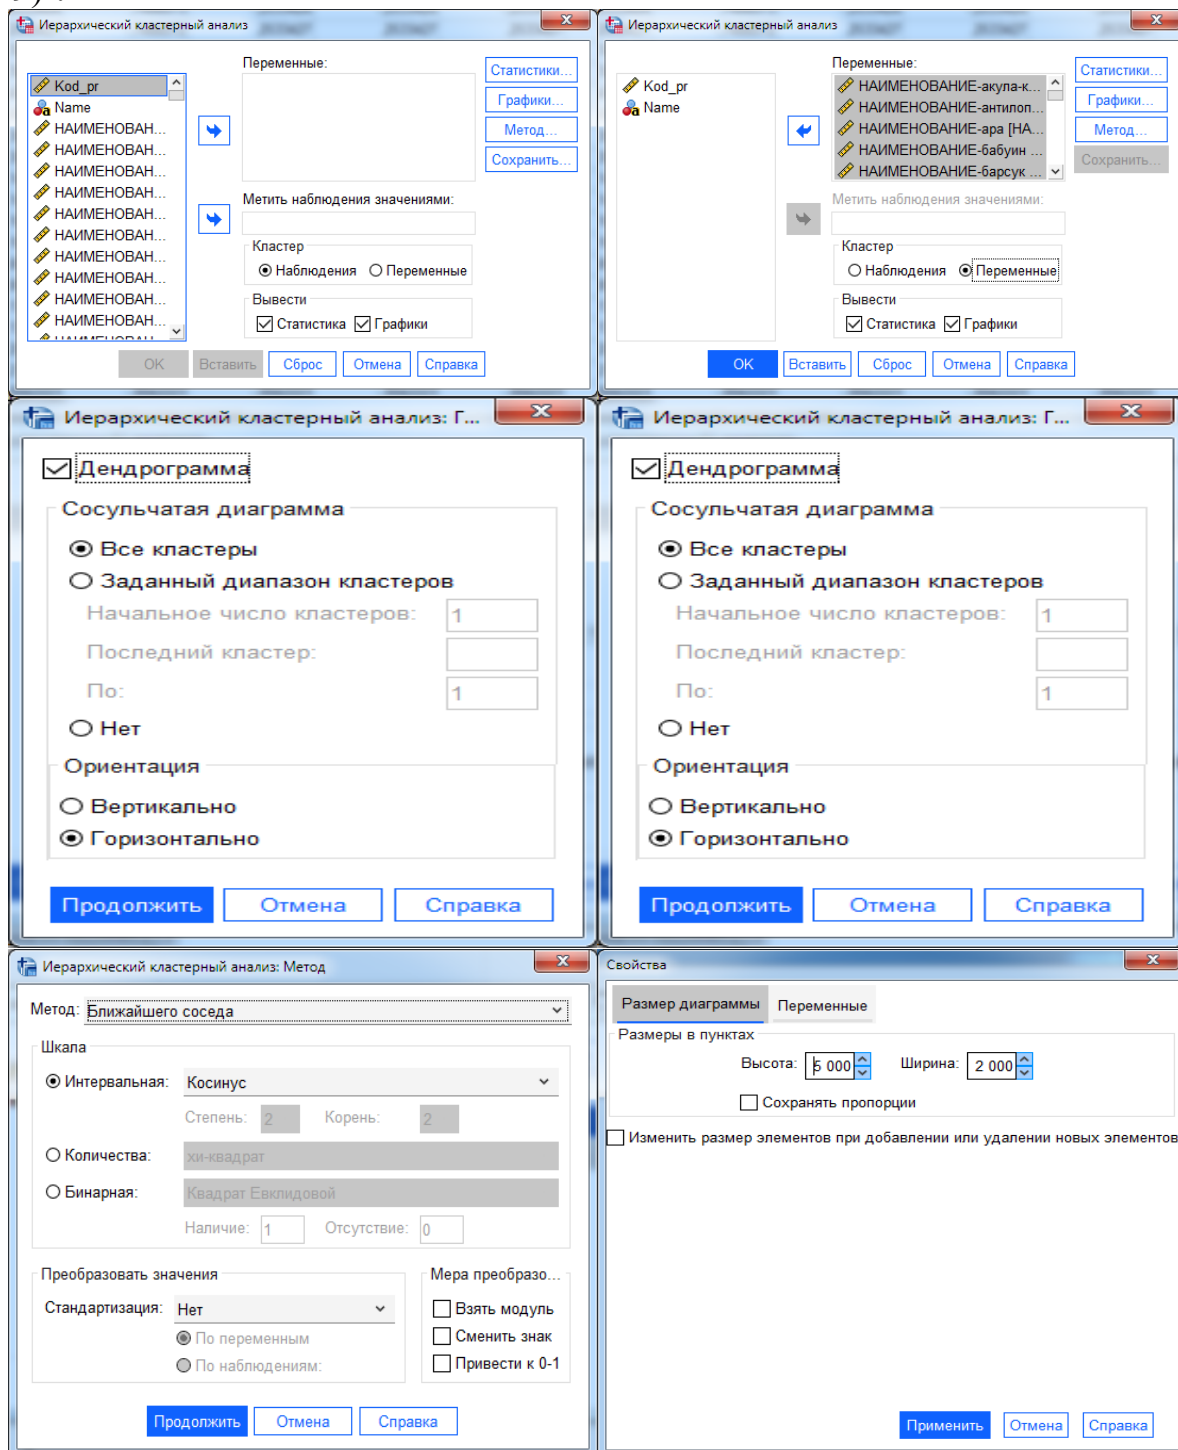 Иерархический кластерный анализ
Kod_pr
Name
НАИМЕНОВАН...
НАИМЕНОВАН...
НАИМЕНОВАН...
НАИМЕНОВАН...
НАИМЕНОВАН...
НАИМЕНОВАН...
НАИМЕНОВАН...
НАИМЕНОВАН...
НАИМЕНОВАН...
НАИМЕНОВАН...
Переменные:
Статистики...
Графики...
Метод...
Сохранить...
Метить наблюдения значениями:
Кластер
Наблюдения Переменные
Вывести
Статистика Графики
ОК Вставить Сброс Отмена Справка
Иерархический кластерный анализ
Kod_pr
Name
Переменные:
НАИМЕНОВАНИЕ-акула-к...
НАИМЕНОВАНИЕ-антилоп...
НАИМЕНОВАНИЕ-ара [НА...
НАИМЕНОВАНИЕ-бабуин ...
НАИМЕНОВАНИЕ-барсук ...
Статистики...
Графики...
Метод...
Сохранить...
Метить наблюдения значениями:
Кластер
Наблюдения Переменные
Вывести
Статистика Графики
ОК Вставить Сброс Отмена Справка
Иерархический кластерный анализ: Г...
Дендрограмма
Сосульчатая диаграмма
Все кластеры
Заданный диапазон кластеров
Начальное число кластеров: 1
Последний кластер:
По: 1
Нет
Ориентация
Вертикально
Горизонтально
Продолжить Отмена Справка
Иерархический кластерный анализ: Г...
Дендрограмма
Сосульчатая диаграмма
Все кластеры
Заданный диапазон кластеров
Начальное число кластеров: 1
Последний кластер:
По: 1
Нет
Ориентация
Вертикально
Горизонтально
Продолжить Отмена Справка
Иерархический кластерный анализ: Метод
Метод: Ближайшего соседа
Шкала
Интервальная: Косинус
Степень: 2 Корень: 2
Количества: хи-квадрат
Бинарная: Квадрат Евклидовой
Наличие: 1 Отсутствие: 0
Преобразовать значения
Стандартизация: Нет
По переменным
По наблюдениям:
Мера преобразо...
Взять модуль
Сменить знак
Привести к 0-1
Продолжить Отмена Справка
Свойства
Размер диаграммы Переменные
Размеры в пунктах
Высота: 5 000 Ширина: 2 000
Сохранять пропорции
Изменить размер элементов при добавлении или удалении новых элементов
Применить Отмена Справка